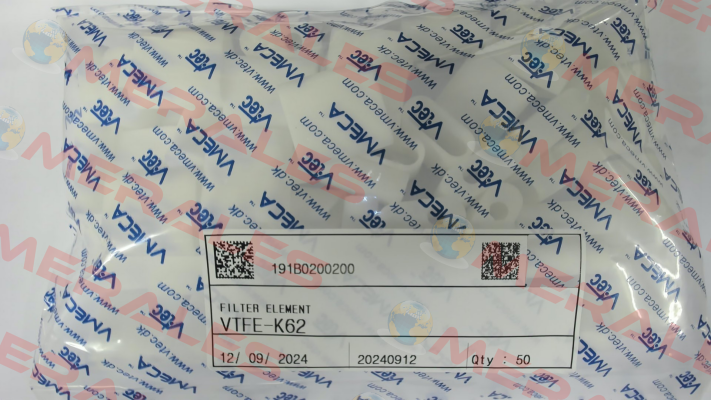 VMECA
www.vmeca.com
Vtec
www.vtec.dk
MERALES
191B0200200
FILTER ELEMENT
VTFE-K62
12/ 09/ 2024
20240912
Qty : 50